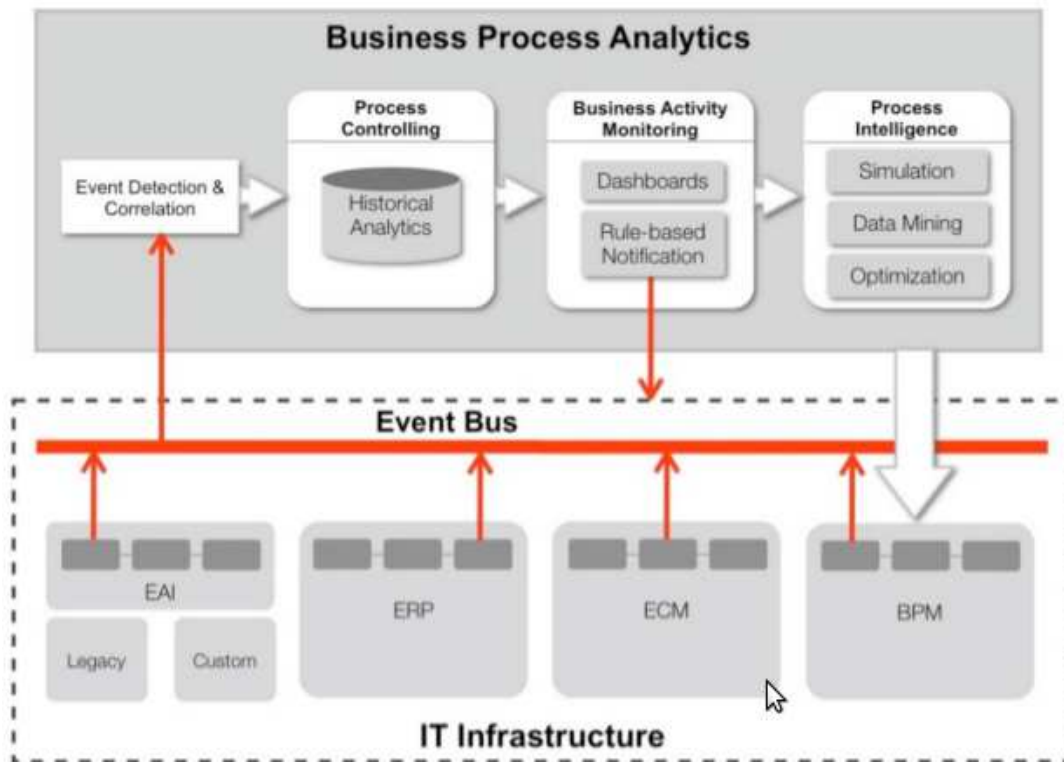 Business Process Analytics
Process
Controlling
Historical
Analytics
Business Activity
Monitoring
Dashboards
Rule-based
Notification
Process
Intelligence
Simulation
Data Mining
Optimization
Event Detection &
Correlation
Event Bus
EAI
Legacy
Custom
ERP
ECM
BPM
IT Infrastructure